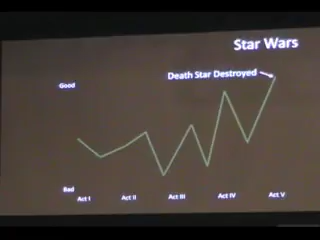 Star Wars
Death Star Destroyed
Good
Bad
Act I Act II Act III Act IV Act V